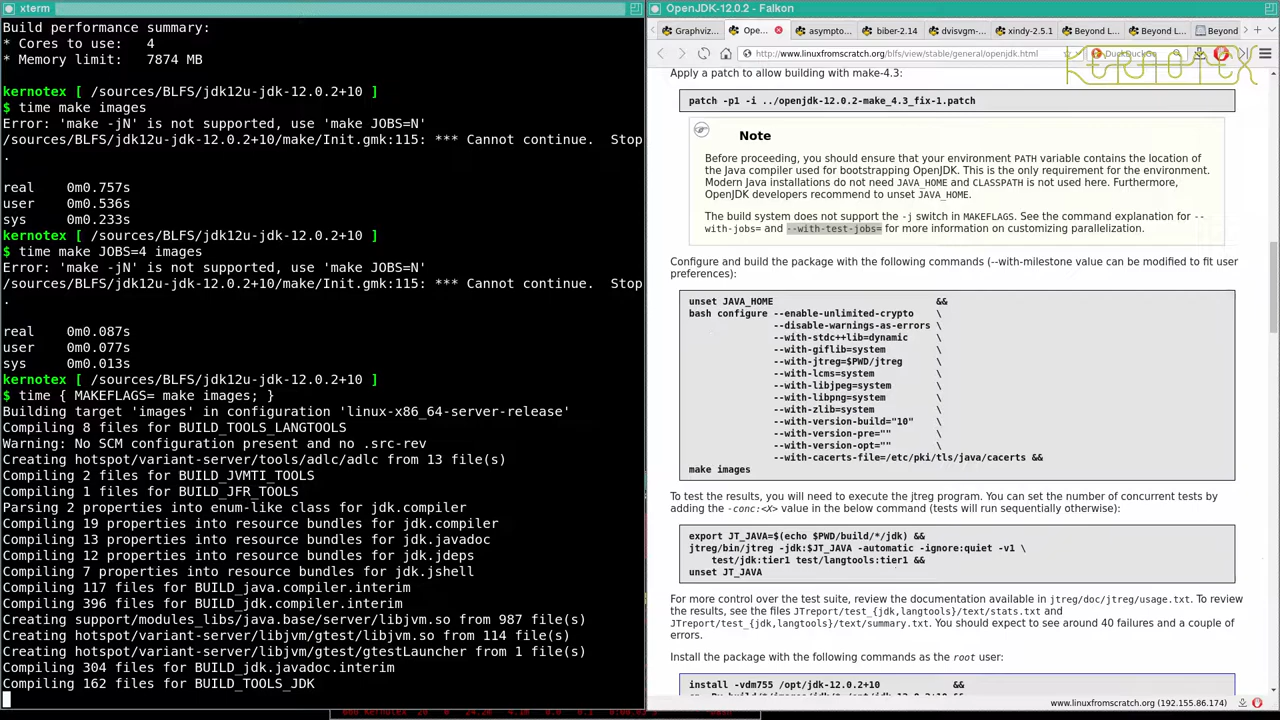 xterm
Build performance summary:
* Cores to use:   4
* Memory limit:   7874 MB
kernotex [ /sources/BLFS/jdk12u-jdk-12.0.2+10 ]
$ time make images
Error: 'make -jN' is not supported, use 'make JOBS=N'
/sources/BLFS/jdk12u-jdk-12.0.2+10/make/Init.gmk:115: *** Cannot continue.  Stop
.
real    0m0.757s
user    0m0.536s
sys     0m0.233s
kernotex [ /sources/BLFS/jdk12u-jdk-12.0.2+10 ]
$ time make JOBS=4 images
Error: 'make -jN' is not supported, use 'make JOBS=N'
/sources/BLFS/jdk12u-jdk-12.0.2+10/make/Init.gmk:115: *** Cannot continue.  Stop
.
real    0m0.087s
user    0m0.077s
sys     0m0.013s
kernotex [ /sources/BLFS/jdk12u-jdk-12.0.2+10 ]
$ time { MAKEFLAGS= make images; }
Building target 'images' in configuration 'linux-x86_64-server-release'
Compiling 8 files for BUILD_TOOLS_LANGTOOLS
Warning: No SCM configuration present and no .src-rev
Creating hotspot/variant-server/tools/adlc/adlc from 13 file(s)
Compiling 2 files for BUILD_JVMTI_TOOLS
Compiling 1 files for BUILD_JFR_TOOLS
Parsing 2 properties into enum-like class for jdk.compiler
Compiling 19 properties into resource bundles for jdk.compiler
Compiling 13 properties into resource bundles for jdk.javadoc
Compiling 12 properties into resource bundles for jdk.jdeps
Compiling 7 properties into resource bundles for jdk.jshell
Compiling 117 files for BUILD_java.compiler.interim
Compiling 396 files for BUILD_jdk.compiler.interim
Creating support/modules_libs/java.base/server/libjvm.so from 987 file(s)
Creating hotspot/variant-server/libjvm/gtest/libjvm.so from 114 file(s)
Creating hotspot/variant-server/libjvm/gtest/gtestLauncher from 1 file(s)
Compiling 304 files for BUILD_jdk.javadoc.interim
Compiling 162 files for BUILD_TOOLS_JDK
OpenJDK-12.0.2 - Falkon
Graphviz... Ope... asympto... biber-2.14 dvisvgm-... xindy-2.5.1 Beyond L... Beyond L... Beyond
http://www.linuxfromscratch.org/blfs/view/stable/general/openjdk.html DuckDuckGo
KERNOTEX
Apply a patch to allow building with make-4.3:
patch -p1 -i ../openjdk-12.0.2-make_4.3_fix-1.patch
Note
Before proceeding, you should ensure that your environment PATH variable contains the location of
the Java compiler used for bootstrapping OpenJDK. This is the only requirement for the environment.
Modern Java installations do not need JAVA_HOME and CLASSPATH is not used here. Furthermore,
OpenJDK developers recommend to unset JAVA_HOME.
The build system does not support the -j switch in MAKEFLAGS. See the command explanation for --
with-jobs= and --with-test-jobs= for more information on customizing parallelization.
Configure and build the package with the following commands (--with-milestone value can be modified to fit user
preferences):
unset JAVA_HOME                             &&
bash configure --enable-unlimited-crypto    \
--disable-warnings-as-errors \
--with-stdc++lib=dynamic     \
--with-giflib=system         \
--with-jtreg=$PWD/jtreg      \
--with-lcms=system           \
--with-libjpeg=system        \
--with-libpng=system         \
--with-zlib=system           \
--with-version-build="10"    \
--with-version-pre=""        \
--with-version-opt=""        \
--with-cacerts-file=/etc/pki/tls/java/cacerts &&
make images
To test the results, you will need to execute the jtreg program. You can set the number of concurrent tests by
adding the -conc:<X> value in the below command (tests will run sequentially otherwise):
export JT_JAVA=$(echo $PWD/build/*/jdk) &&
jtreg/bin/jtreg -jdk:$JT_JAVA -automatic -ignore:quiet -v1 \
test/jdk:tier1 test/langtools:tier1 &&
unset JT_JAVA
For more control over the test suite, review the documentation available in jtreg/doc/jtreg/usage.txt. To review
the results, see the files JTreport/test_{jdk,langtools}/text/stats.txt and
JTreport/test_{jdk,langtools}/text/summary.txt. You should expect to see around 40 failures and a couple of
errors.
Install the package with the following commands as the root user:
install -vdm755 /opt/jdk-12.0.2+10             &&
www.linuxfromscratch.org (192.155.86.174)